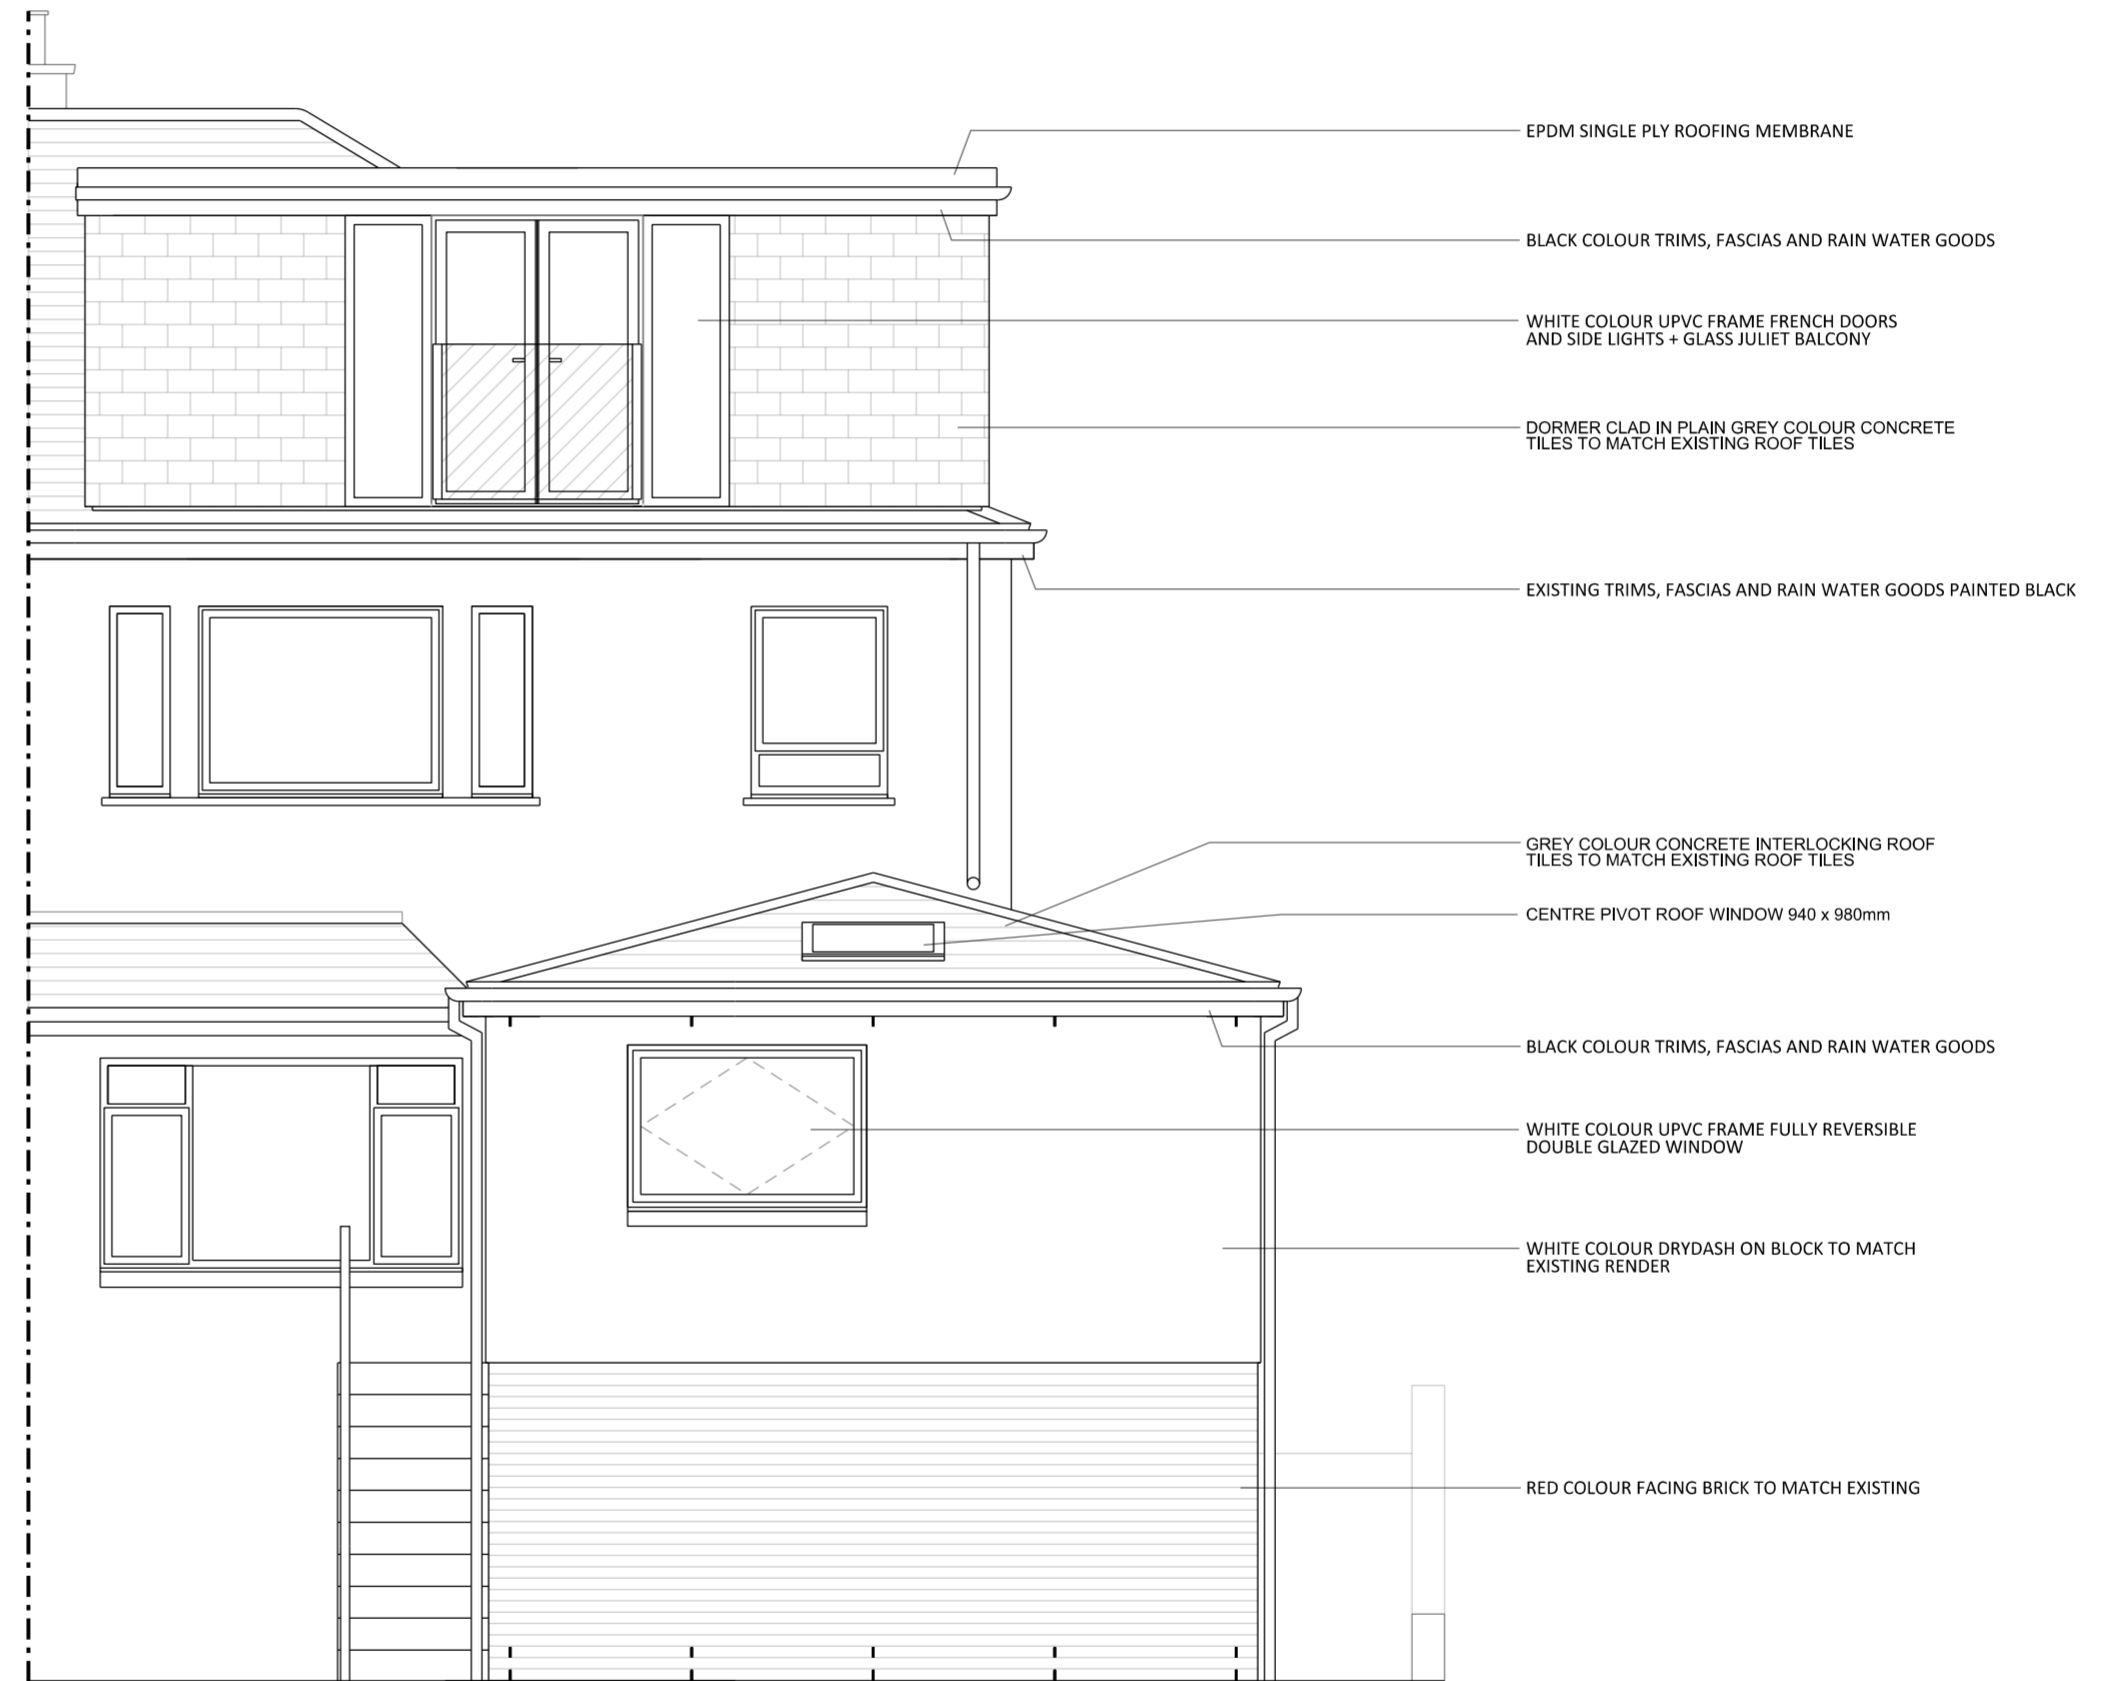 EPDM SINGLE PLY ROOFING MEMBRANE
BLACK COLOUR TRIMS, FASCIAS AND RAIN WATER GOODS
WHITE COLOUR UPVC FRAME FRENCH DOORS
AND SIDE LIGHTS + GLASS JULIET BALCONY
DORMER CLAD IN PLAIN GREY COLOUR CONCRETE
TILES TO MATCH EXISTING ROOF TILES
EXISTING TRIMS, FASCIAS AND RAIN WATER GOODS PAINTED BLACK
GREY COLOUR CONCRETE INTERLOCKING ROOF
TILES TO MATCH EXISTING ROOF TILES
CENTRE PIVOT ROOF WINDOW 940 x 980mm
BLACK COLOUR TRIMS, FASCIAS AND RAIN WATER GOODS
WHITE COLOUR UPVC FRAME FULLY REVERSIBLE
DOUBLE GLAZED WINDOW
WHITE COLOUR DRYDASH ON BLOCK TO MATCH
EXISTING RENDER
RED COLOUR FACING BRICK TO MATCH EXISTING